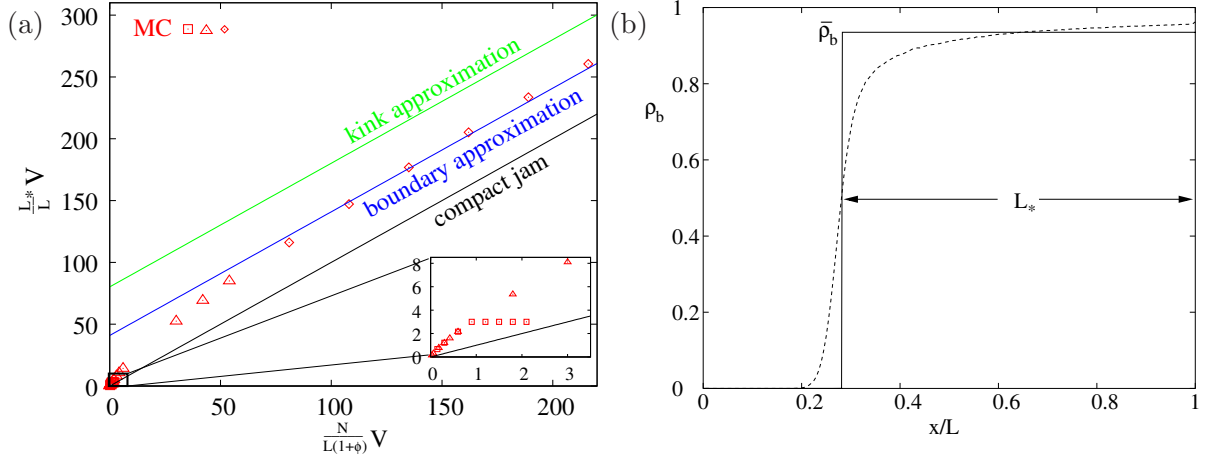 (a)
MC
300
250
200
150
100
50
0
L* V
L
kink approximation
boundary approximation
compact jam
8
6
4
2
0
0 1 2 3
0 50 100 150 200
N V
L(1+ϕ)
(b)
1
ρ̄b
0.8
ρb
0.6
0.4
0.2
0
L*
0 0.2 0.4 0.6 0.8 1
x/L